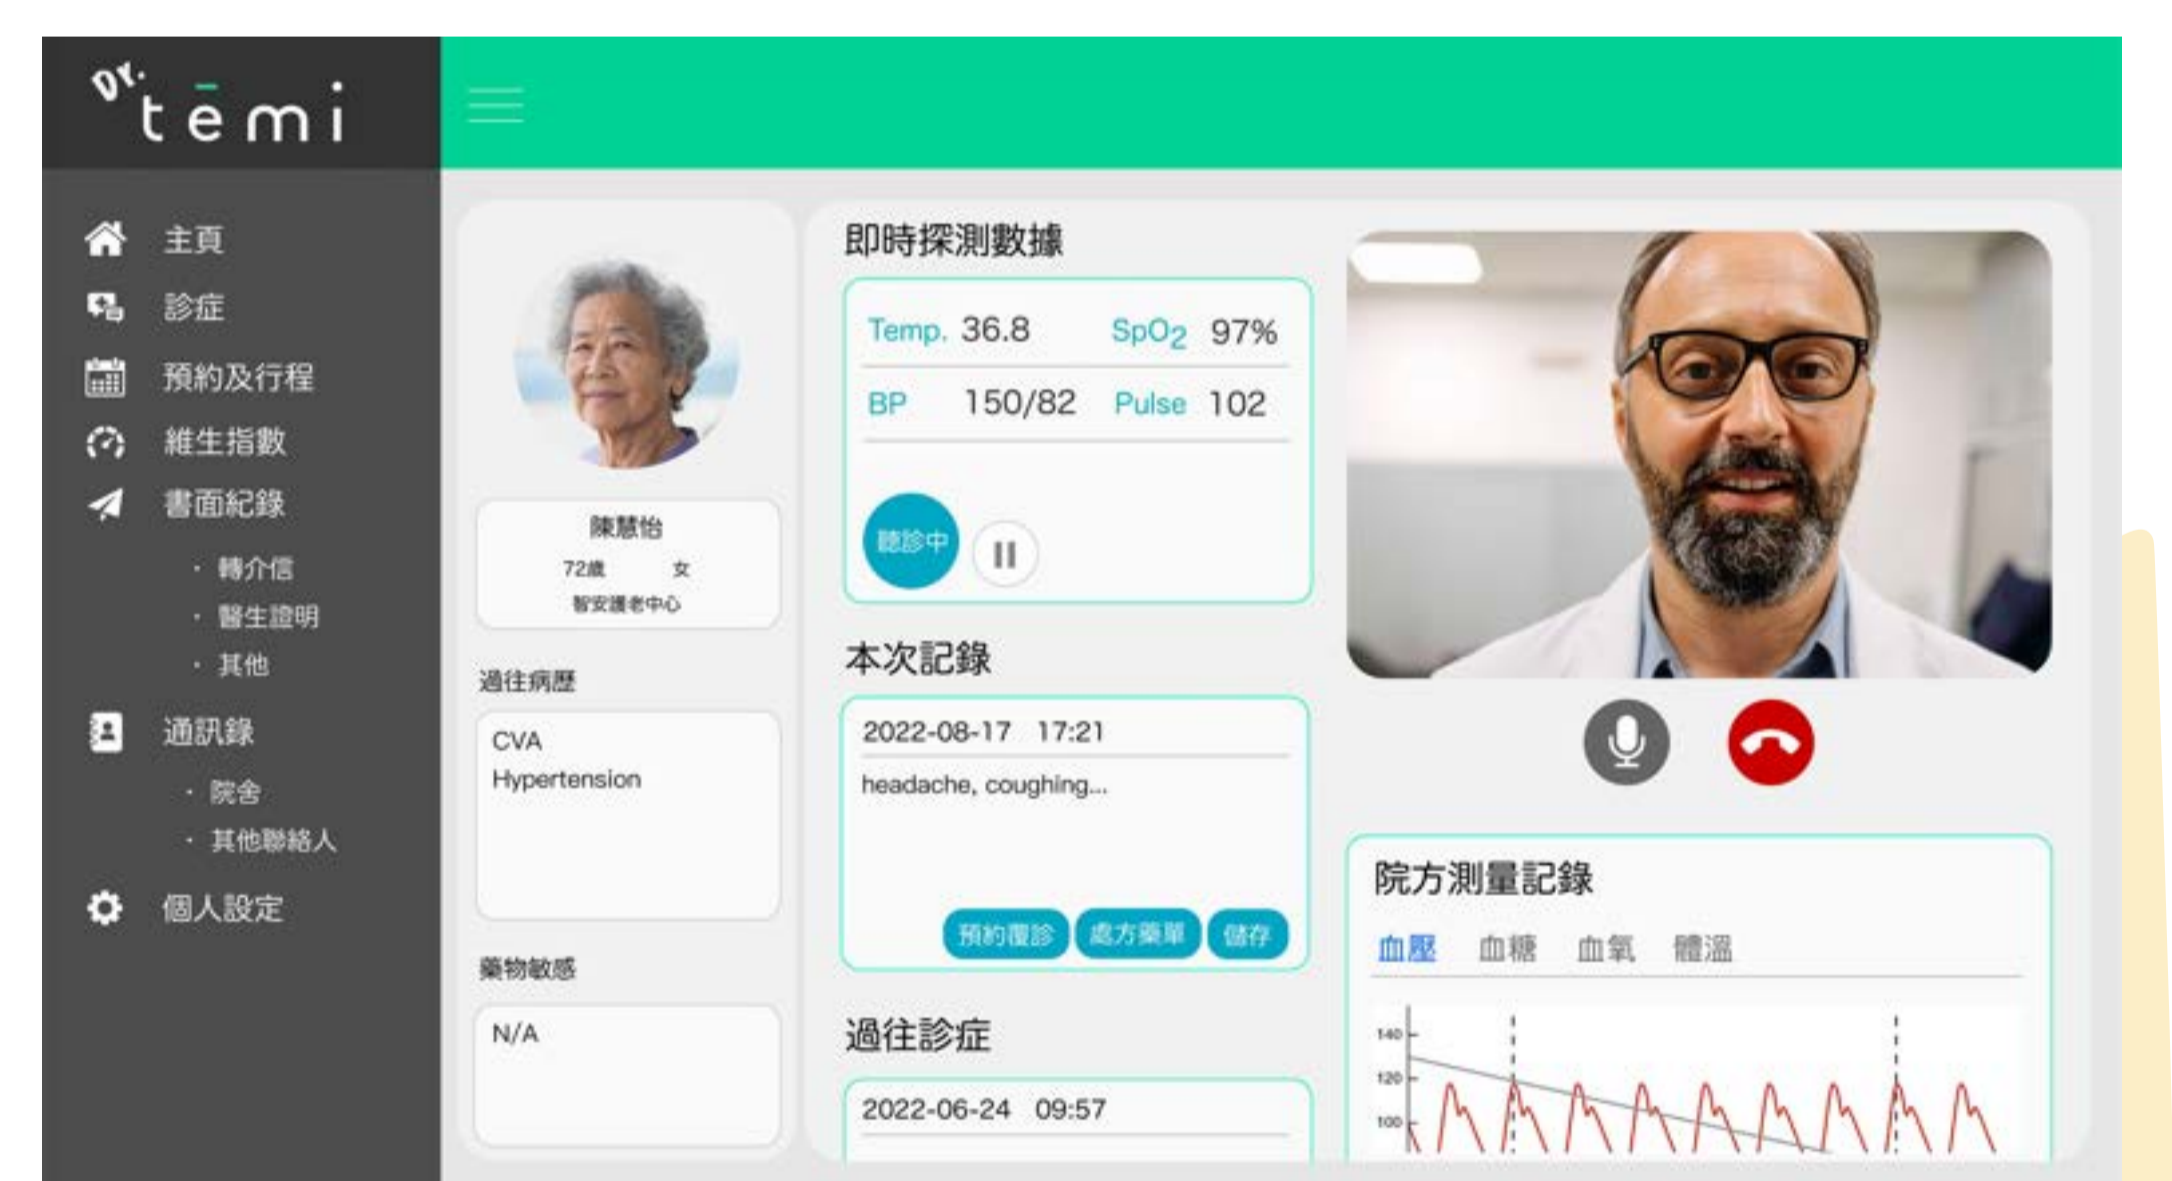 Dr.
tēmi
主頁
診症
預約及行程
維生指數
書面紀錄
· 轉介信
· 醫生證明
· 其他
通訊錄
· 院舍
· 其他聯絡人
個人設定
陳慧怡
72歲 女
智安護老中心
過往病歷
CVA
Hypertension
藥物敏感
N/A
即時探測數據
Temp. 36.8 SpO2 97%
BP 150/82 Pulse 102
聽診中
本次記錄
2022-08-17 17:21
headache, coughing...
預約覆診 處方藥單 儲存
過往診症
2022-06-24 09:57
院方測量記錄
血壓 血糖 血氧 體溫
140
120
100